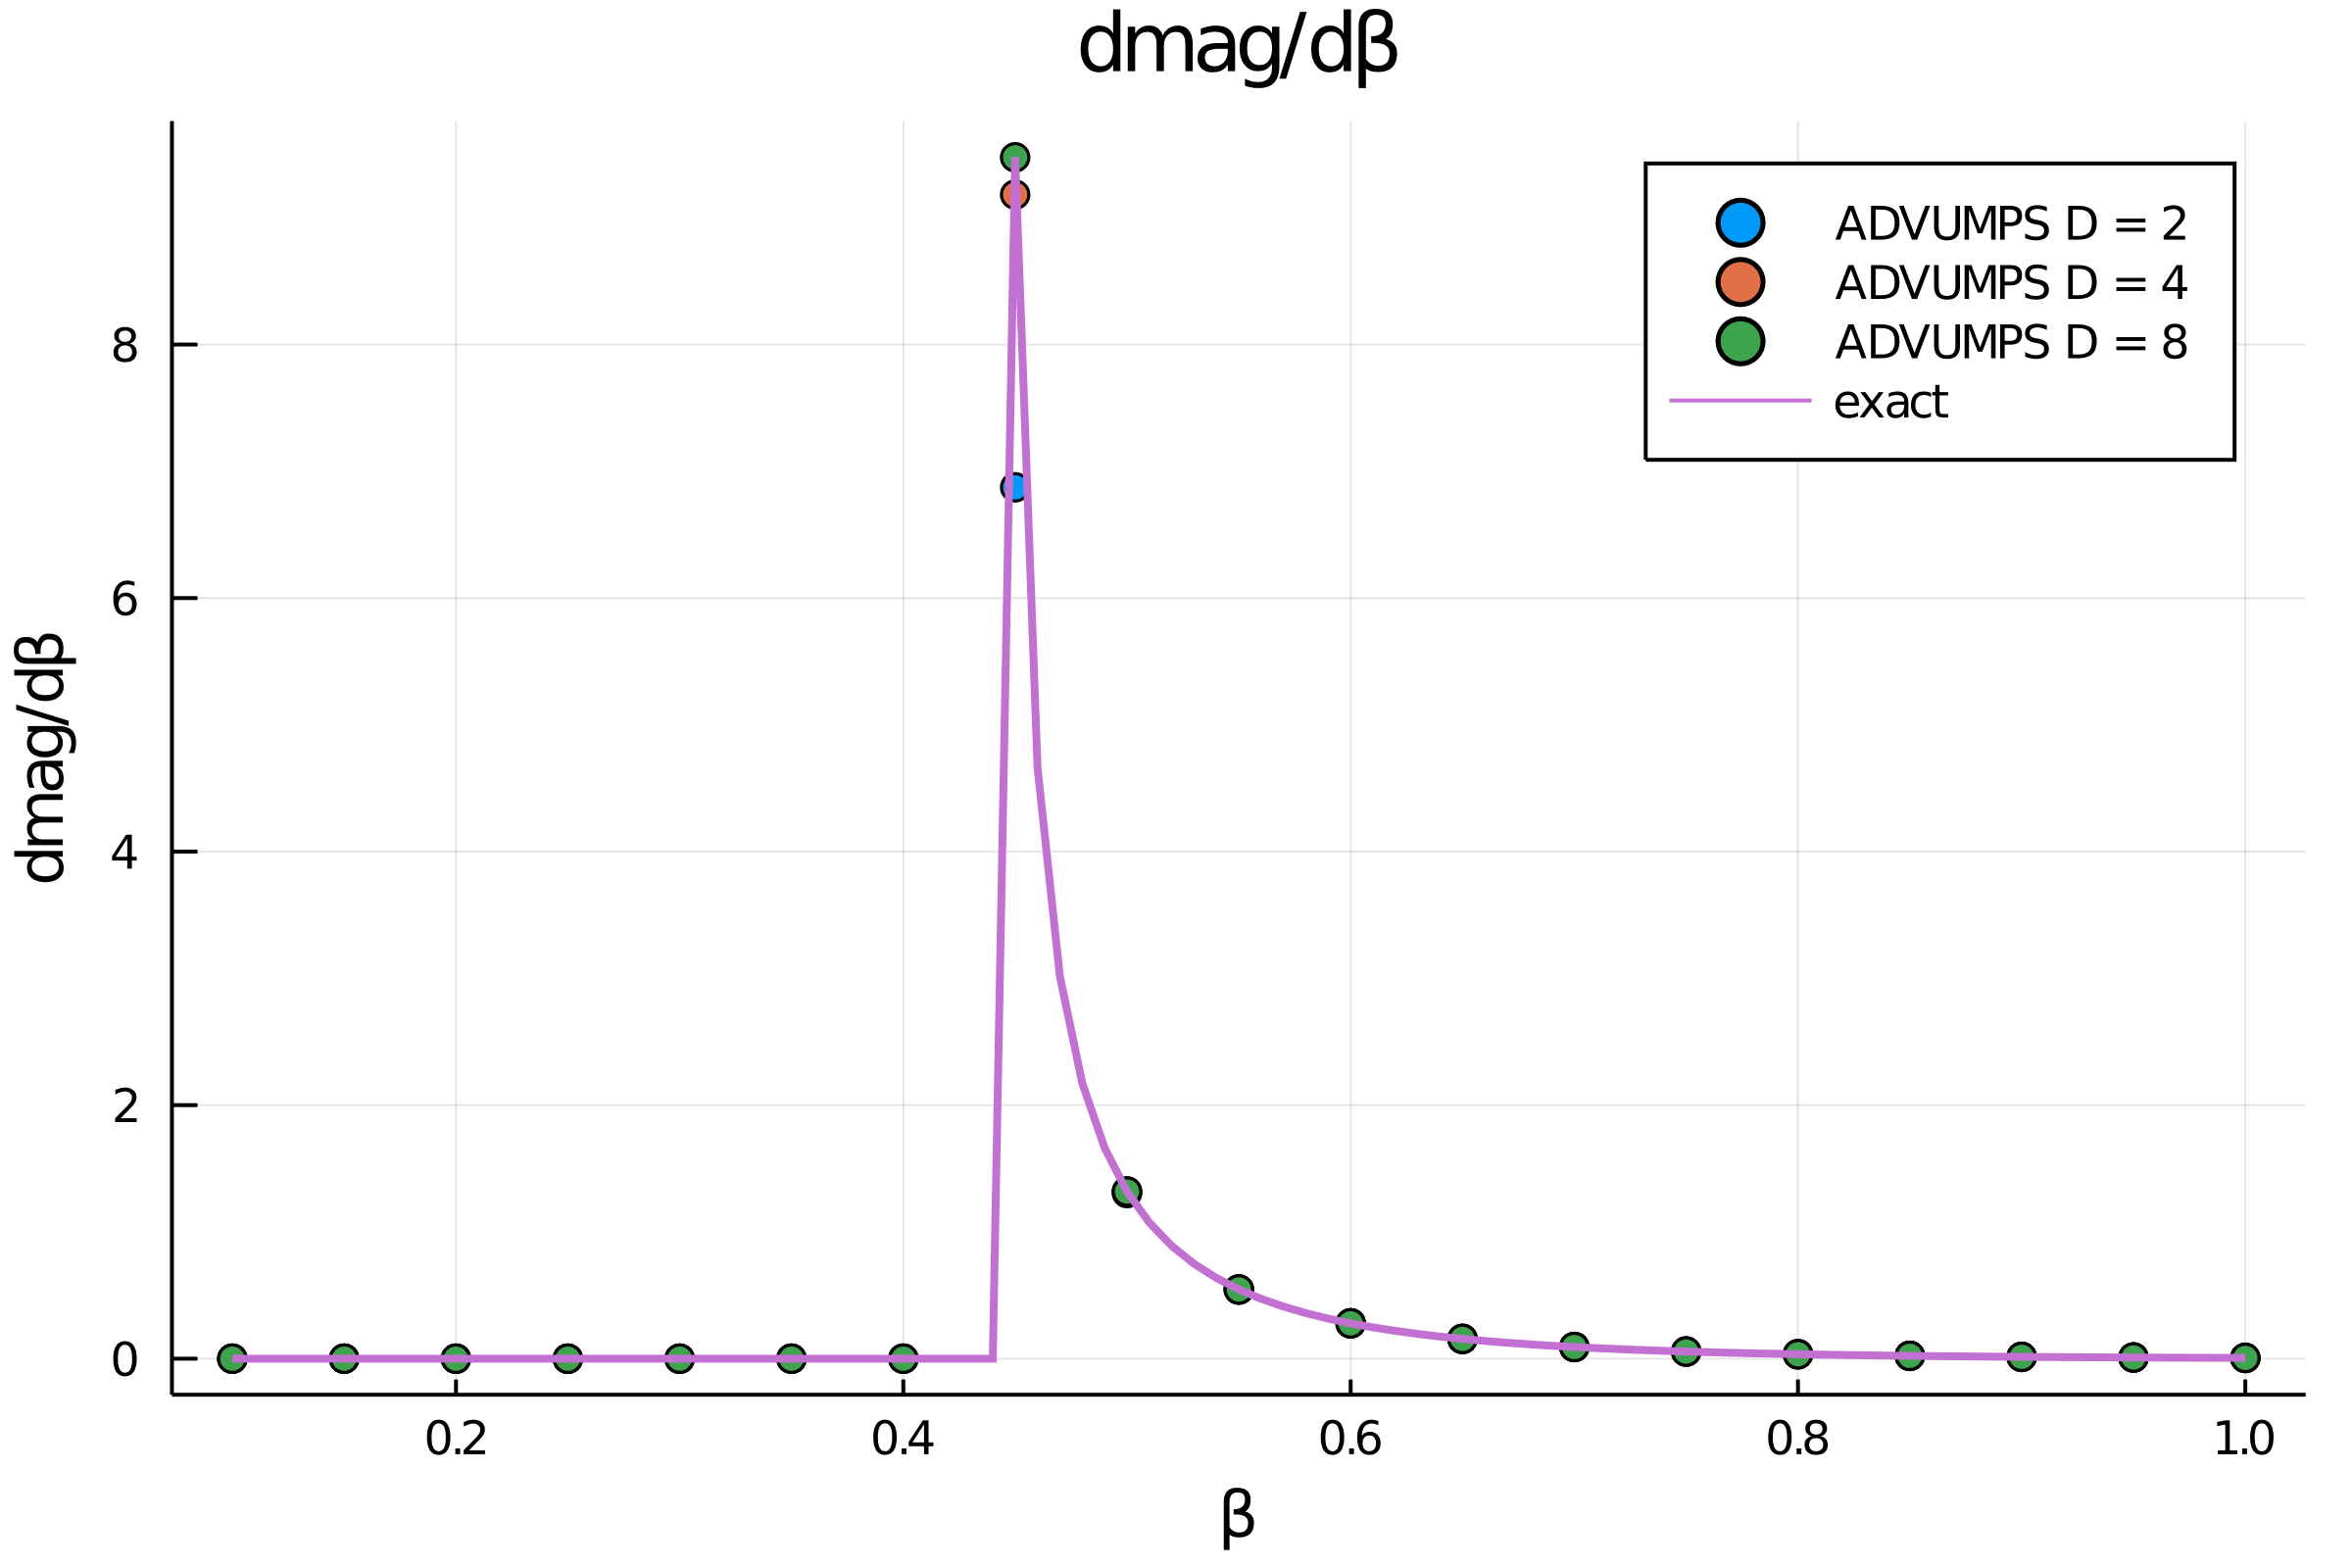 dmag/dβ
ADVUMPS D = 2
ADVUMPS D = 4
ADVUMPS D = 8
exact
dmag/dβ
8
6
4
2
0
0.2
0.4
0.6
0.8
1.0
β